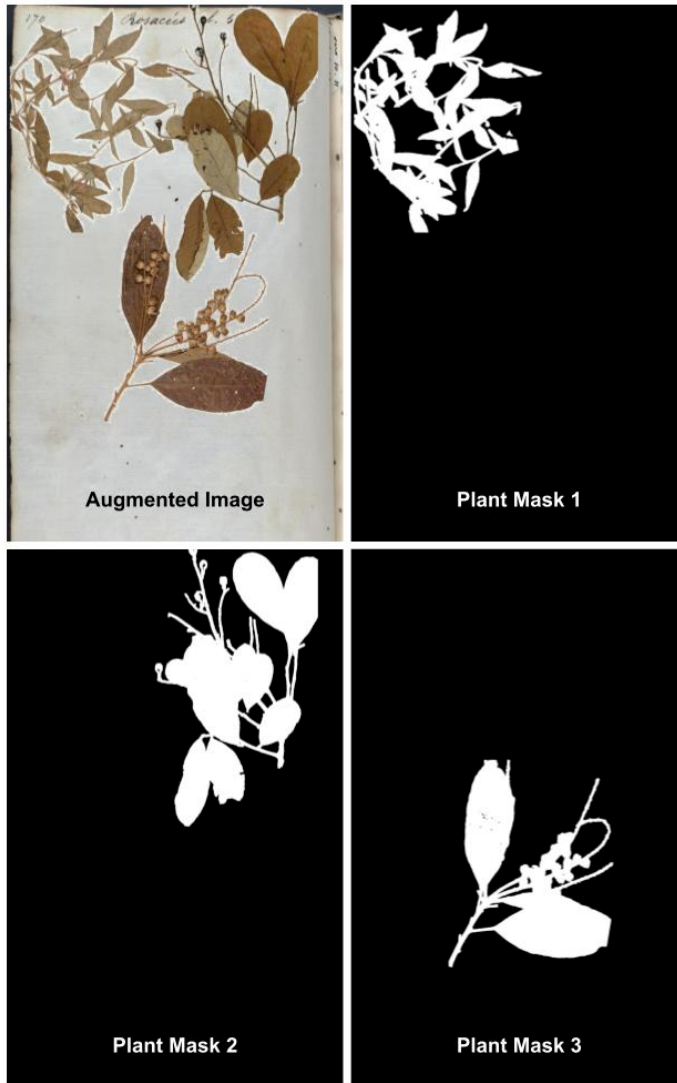 170 Rosaceis
Augmented Image
Plant Mask 1
Plant Mask 2
Plant Mask 3